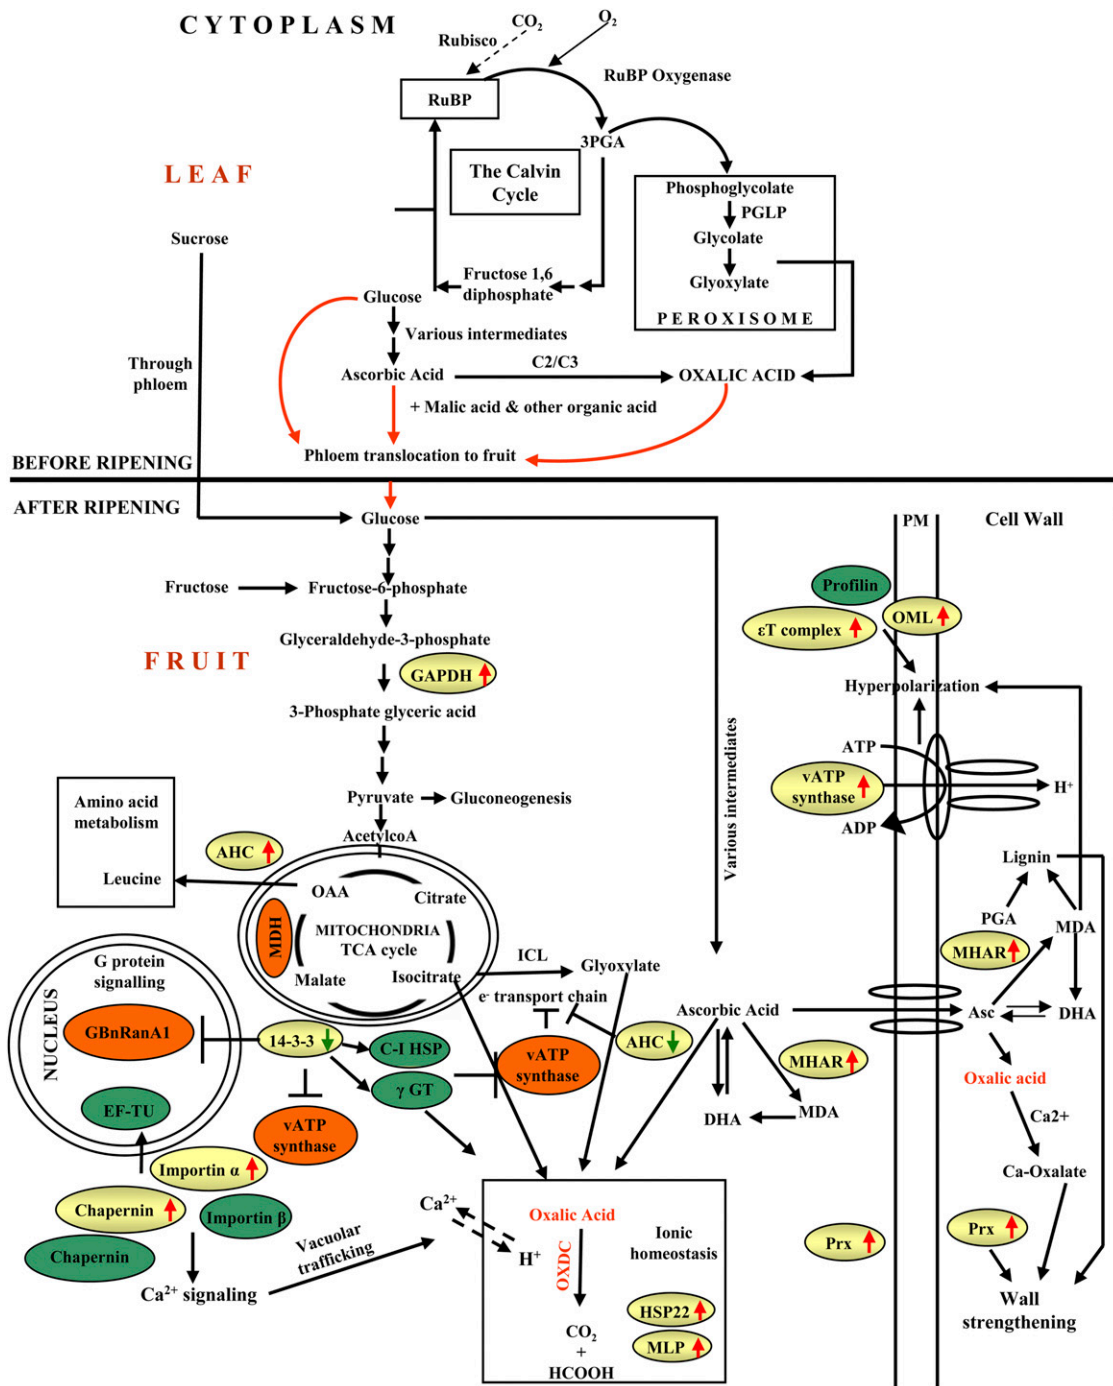 CYTOPLASM
CO2
O2
Rubisco
RuBP Oxygenase
RuBP
3PGA
The Calvin
Cycle
LEAF
Phosphoglycolate
PGLP
Glycolate
Glyoxylate
PEROXISOME
Sucrose
Fructose 1,6
diphosphate
Glucose
Various intermediates
Through
phloem
Ascorbic Acid
C2/C3
OXALIC ACID
+ Malic acid & other organic acid
Phloem translocation to fruit
BEFORE RIPENING
AFTER RIPENING
Glucose
PM
Cell Wall
Fructose
Fructose-6-phosphate
Profilin
εT complex
OML
Glyceraldehyde-3-phosphate
FRUIT
GAPDH
Hyperpolarization
3-Phosphate glyceric acid
Various intermediates
ATP
vATP
synthase
H+
ADP
Pyruvate
Gluconeogenesis
Amino acid
metabolism
Leucine
AHC
AcetylcoA
OAA
Citrate
MDH
MITOCHONDRIA
TCA cycle
Malate
Isocitrate
ICL
Glyoxylate
Lignin
PGA
MDA
MHAR
NUCLEUS
G protein
signalling
GBnRanA1
14-3-3
C-I HSP
γ GT
e- transport chain
vATP
synthase
AHC
Ascorbic Acid
Asc
DHA
MHAR
DHA
MDA
Oxalic acid
Ca2+
Ca-Oxalate
EF-TU
vATP
synthase
Importin α
Chapernin
Importin β
Chapernin
Ca2+ signaling
Vacuolar
trafficking
Ca2+
H+
Oxalic Acid
OXDC
CO2
+
HCOOH
Ionic
homeostasis
HSP22
MLP
Prx
Prx
Wall
strengthening